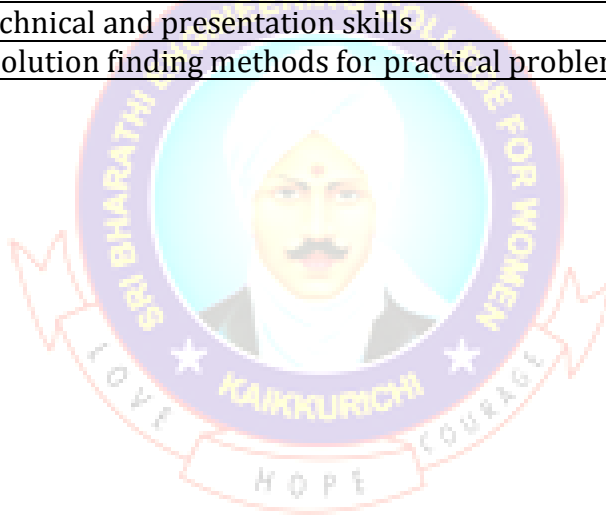 chnical and presentation skills
olution finding methods for practical problem
SRI BHARATHI ENGINEERING COLLEGE FOR WOMEN
KAIKKURICHI
LOVE
HOPE
COURAGE